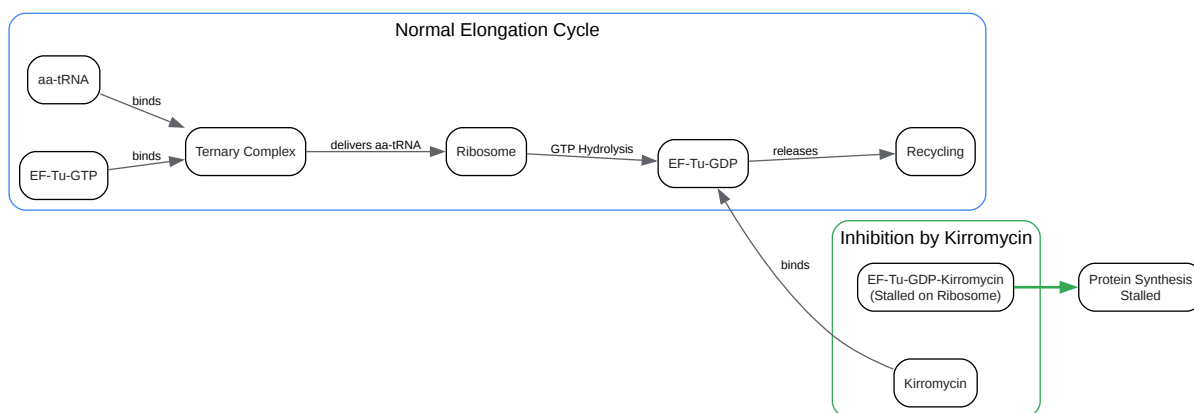 Normal Elongation Cycle
aa-tRNA
binds
EF-Tu-GTP
binds
Ternary Complex
delivers aa-tRNA
Ribosome
GTP Hydrolysis
EF-Tu-GDP
releases
Recycling
binds
Inhibition by Kirromycin
EF-Tu-GDP-Kirromycin
(Stalled on Ribosome)
Protein Synthesis
Stalled
Kirromycin